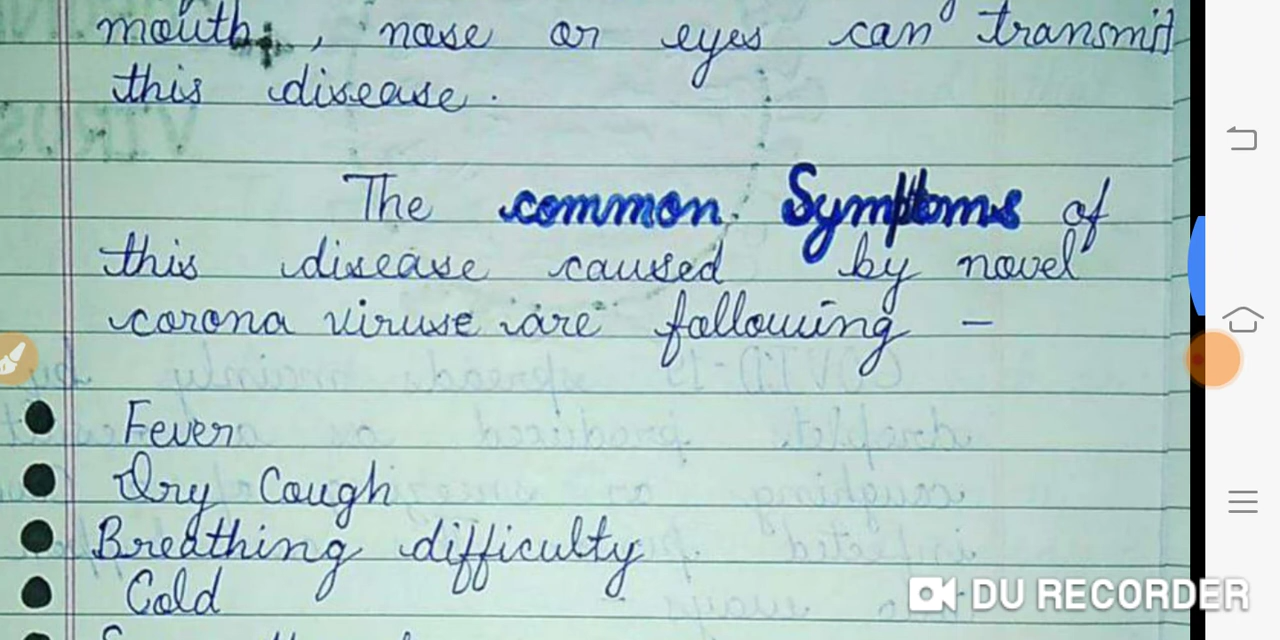 mouth, nose or eyes can transmit
this disease.
The common Symptoms of
this disease caused by novel
corona viruse are following -
Fever
Dry Cough
Breathing difficulty
Cold
DU RECORDER